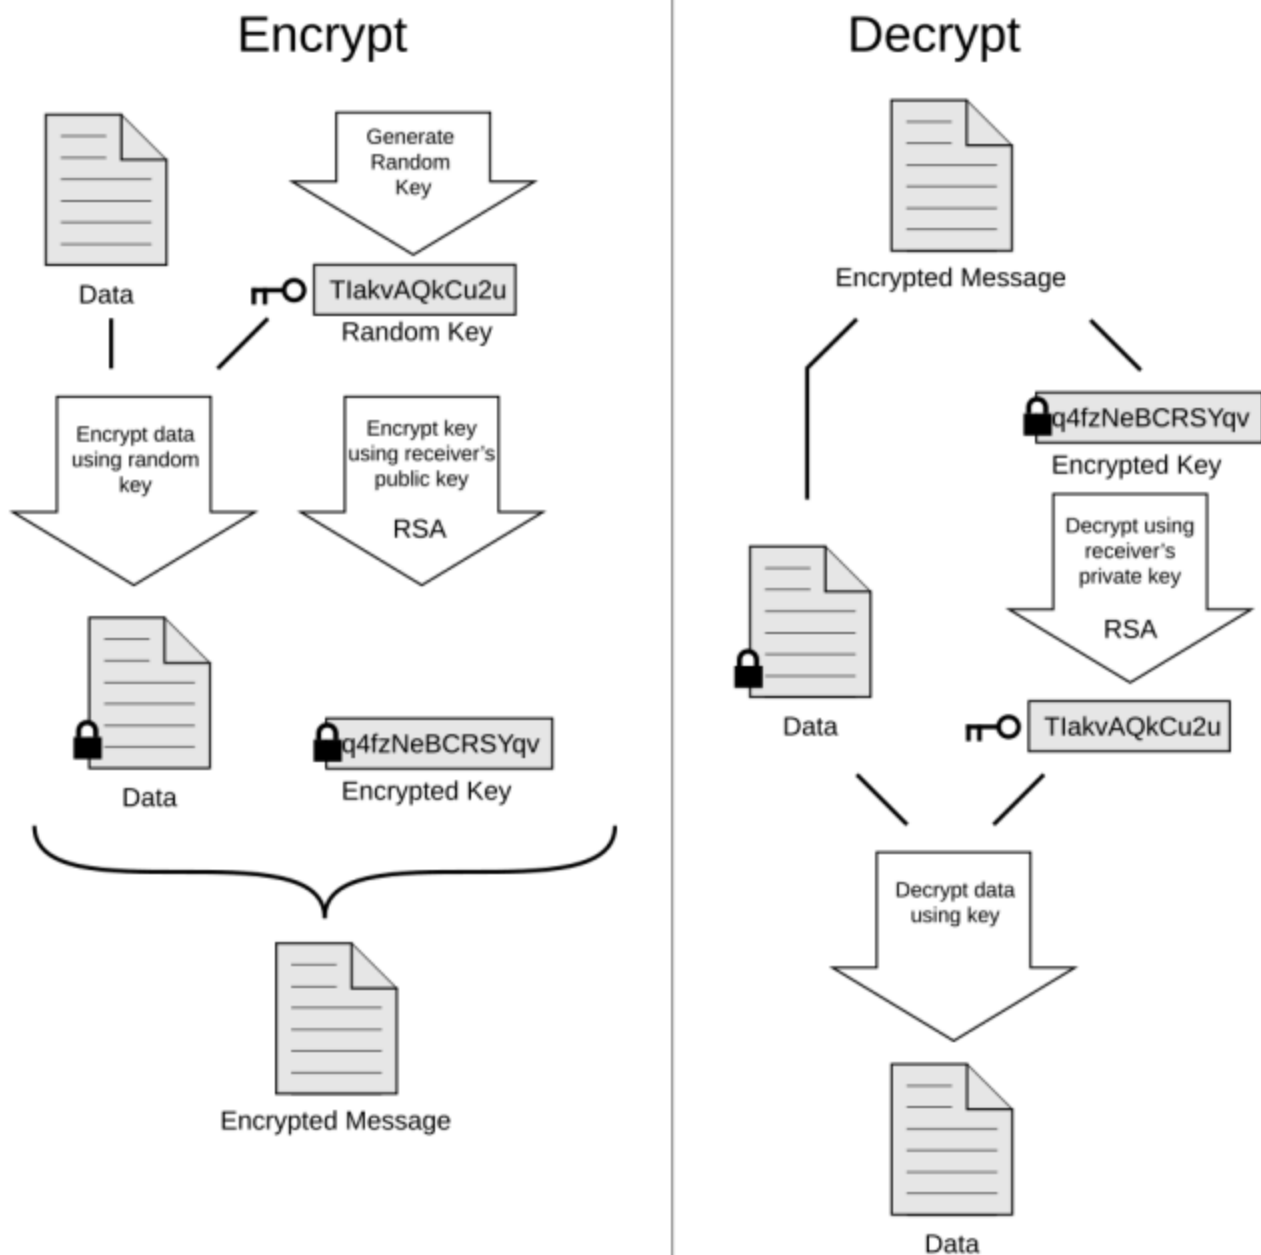 Encrypt
Generate
Random
Key
Data
TIakvAQkCu2u
Random Key
Encrypt data
using random
key
Encrypt key
using receiver's
public key
RSA
Data
q4fzNeBCRSYqv
Encrypted Key
Encrypted Message
Decrypt
Encrypted Message
q4fzNeBCRSYqv
Encrypted Key
Decrypt using
receiver's
private key
RSA
Data
TIakvAQkCu2u
Decrypt data
using key
Data